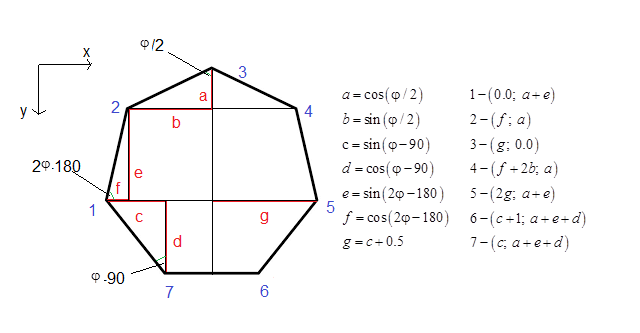 x
y
φ/2
3
a
2
4
b
e
2φ-180
f
1
c
g
5
d
φ-90
7
6
a=cos(φ/2) 1-(0.0; a+e)
b=sin(φ/2) 2-(f; a)
c=sin(φ-90) 3-(g; 0.0)
d=cos(φ-90) 4-(f+2b; a)
e=sin(2φ-180) 5-(2g; a+e)
f=cos(2φ-180) 6-(c+1; a+e+d)
g=c+0.5 7-(c; a+e+d)